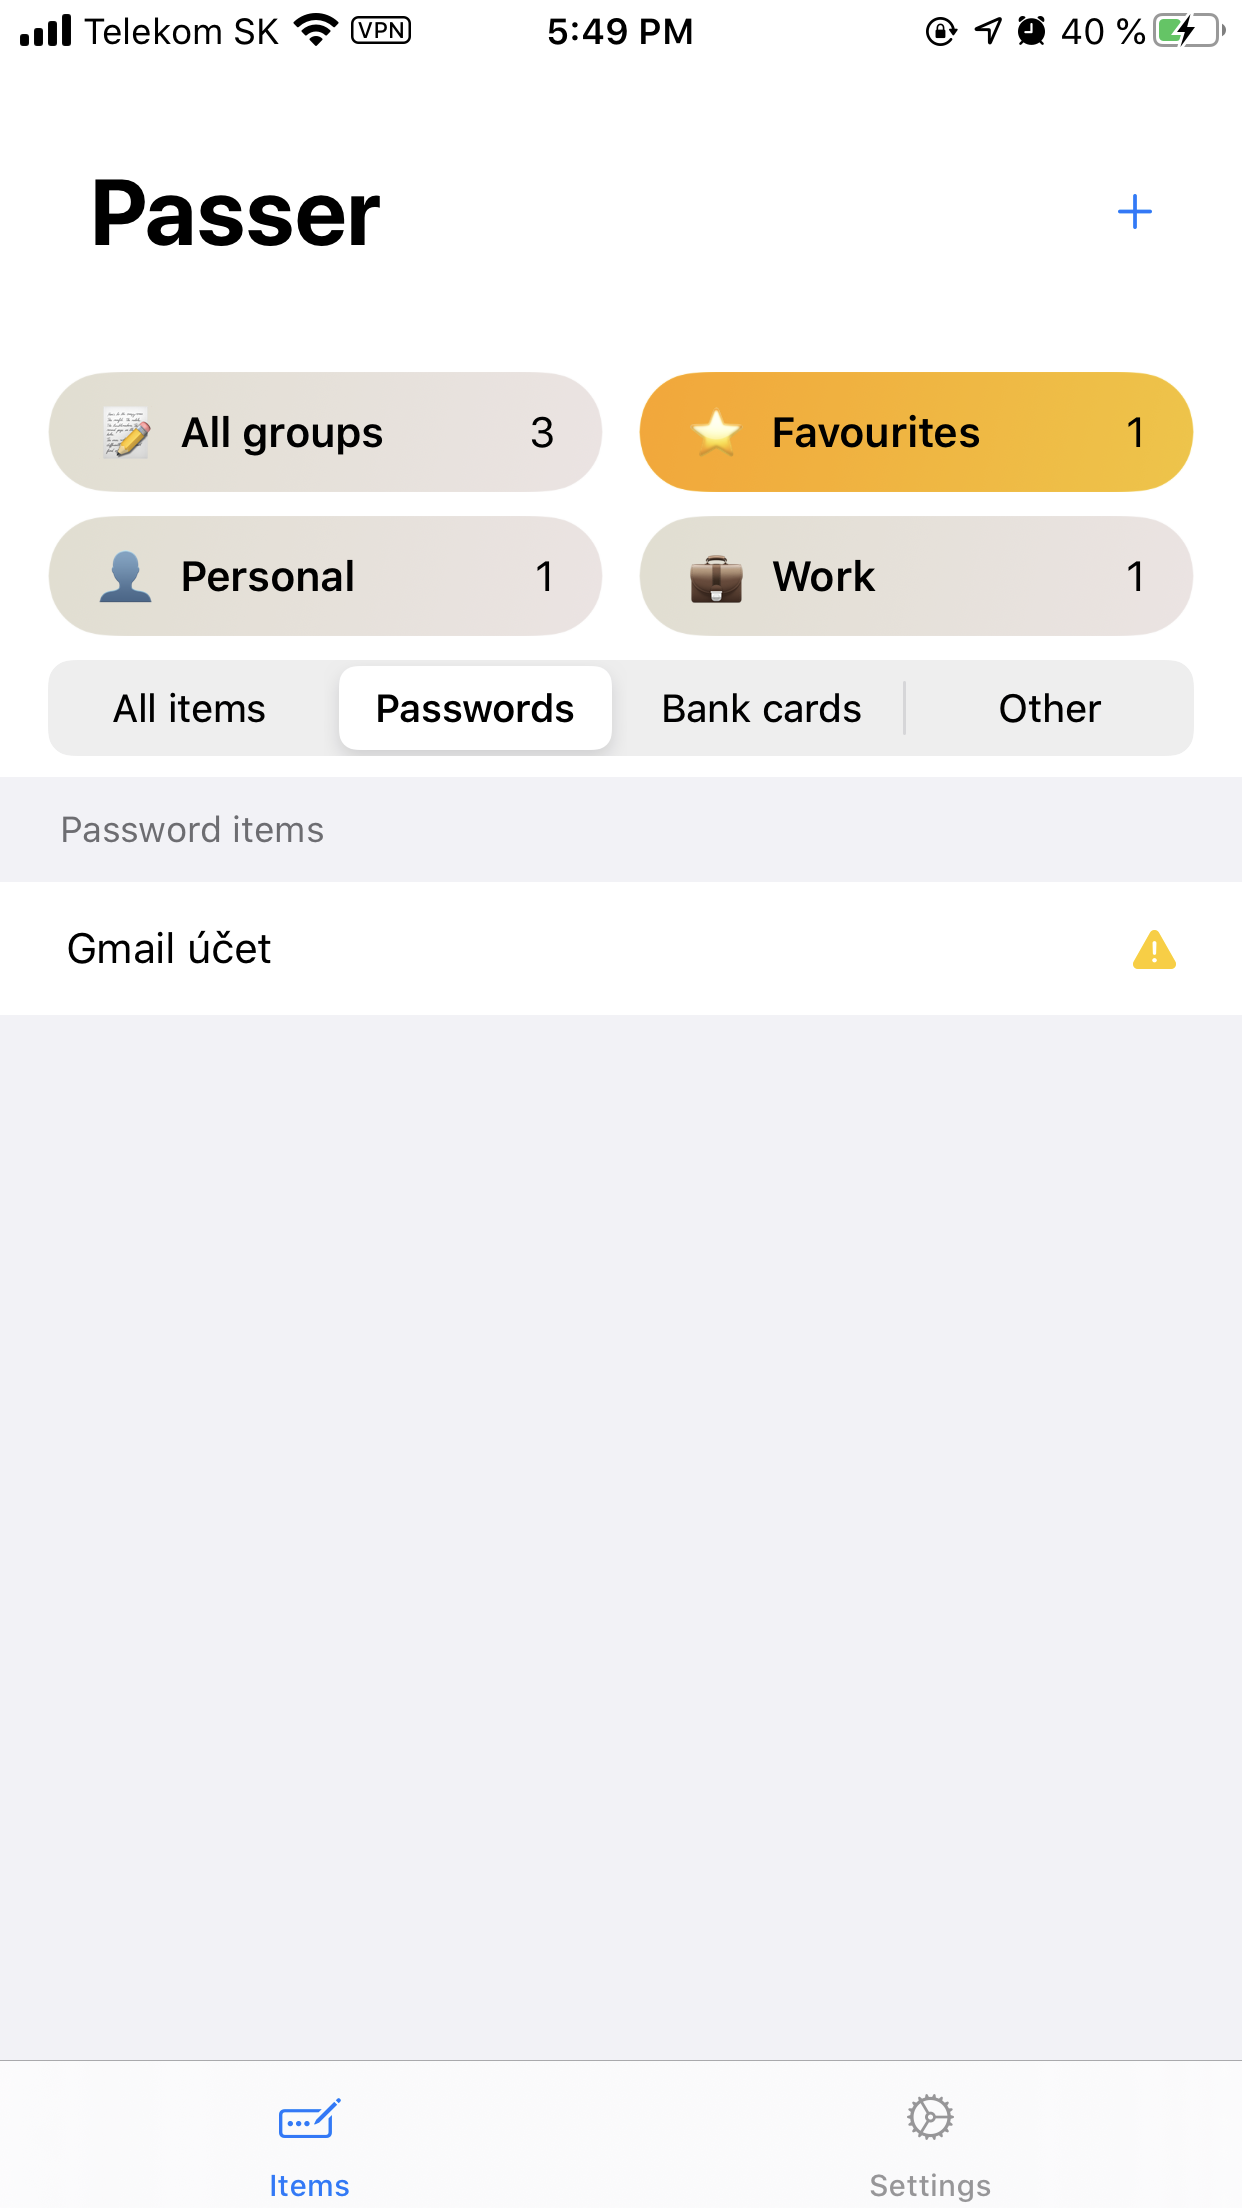 Telekom SK VPN 5:49 PM 40 %
Passer
All groups 3
Favourites 1
Personal 1
Work 1
All items Passwords Bank cards Other
Password items
Gmail účet
Items Settings